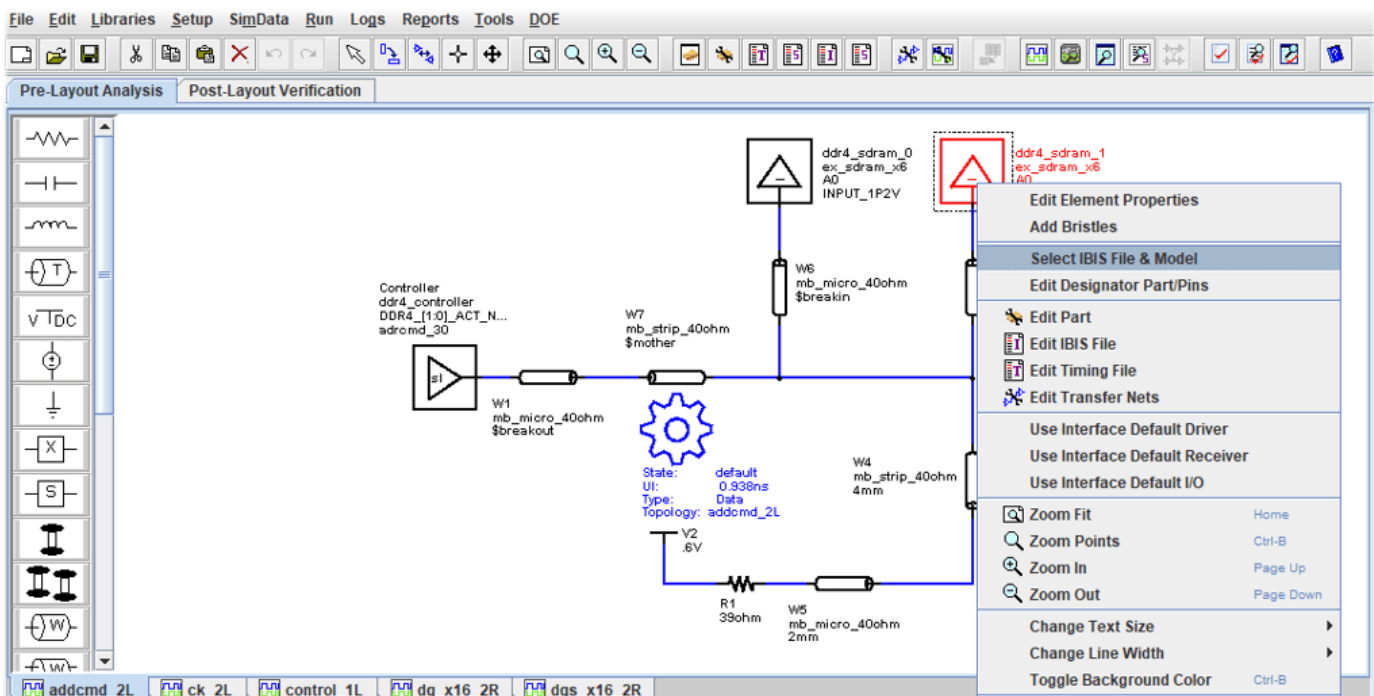 File Edit Libraries Setup SimData Run Logs Reports Tools DOE
Pre-Layout Analysis Post-Layout Verification
T
V T DC
X
S
W
W
ddr4_sdram_0
ex_sdram_x6
A0
INPUT_1P2V
ddr4_sdram_1
ex_sdram_x6
A0
W6
mb_micro_40ohm
$breakin
Controller
ddr4_controller
DDR4_[1:0]_ACT_N...
adrcmd_30
sI
W7
mb_strip_40ohm
$mother
W1
mb_micro_40ohm
$breakout
State: default
UI: 0.938ns
Type: Data
Topology: addcmd_2L
W4
mb_strip_40ohm
4mm
V2
.6V
R1
39ohm
W5
mb_micro_40ohm
2mm
Edit Element Properties
Add Bristles
Select IBIS File & Model
Edit Designator Part/Pins
Edit Part
Edit IBIS File
Edit Timing File
Edit Transfer Nets
Use Interface Default Driver
Use Interface Default Receiver
Use Interface Default I/O
Zoom Fit Home
Zoom Points Ctrl-B
Zoom In Page Up
Zoom Out Page Down
Change Text Size
Change Line Width
Toggle Background Color Ctrl-B
addcmd_2L ck_2L control_1L dq_x16_2R dqs_x16_2R